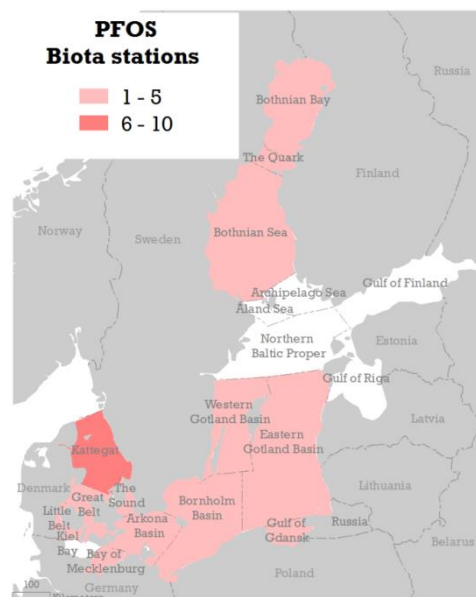 PFOS
Biota stations
1 - 5
6 - 10
Russia
Bothnian Bay
The Quark
Finland
Norway
Sweden
Bothnian Sea
Archipelago Sea
Åland Sea
Gulf of Finland
Northern
Baltic Proper
Estonia
Gulf of Riga
Western
Gotland Basin
Eastern
Gotland Basin
Latvia
Kattegat
Denmark
The
Sound
Great
Belt
Little
Belt
Kiel
Bay
Arkona
Basin
Bornholm
Basin
Lithuania
Russia
Gulf of
Gdansk
Belarus
Bay of
Mecklenburg
Germany
Poland
100